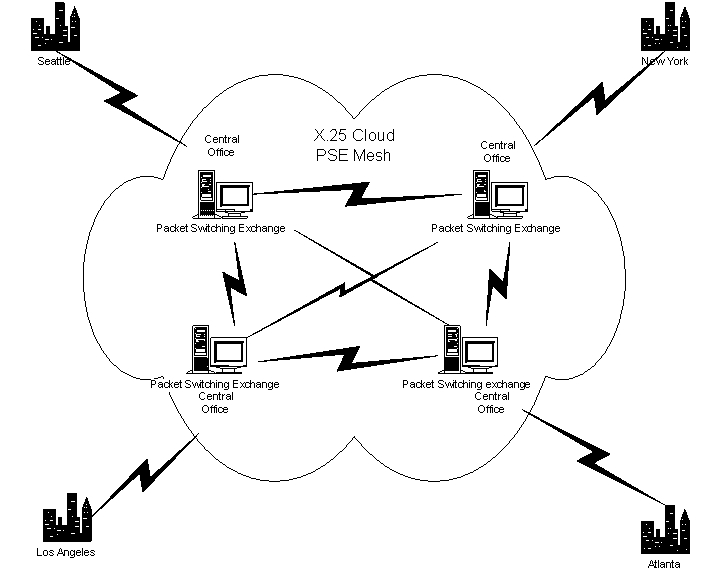 Seattle
New York
Central
Office
X.25 Cloud
PSE Mesh
Central
Office
Packet Switching Exchange
Packet Switching Exchange
Packet Switching Exchange
Central
Office
Packet Switching exchange
Central
Office
Los Angeles
Atlanta